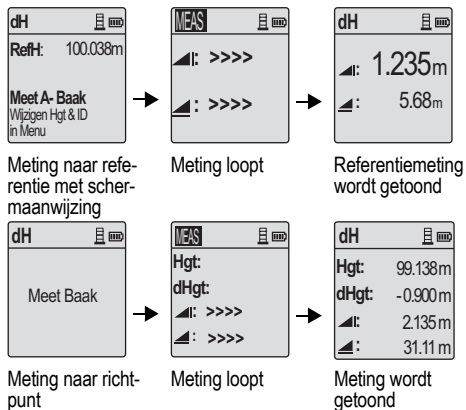 dH
RefH: 100.038m
Meet A- Baak
Wijzigen Hgt & ID
in Menu
MEAS
: >>>>
: >>>>
dH
: 1.235m
: 5.68m
Meting naar refe-
rentie met scher-
maanwijzing
Meting loopt
Referentiemeting
wordt getoond
dH
Meet Baak
MEAS
Hgt:
dHgt:
: >>>>
: >>>>
dH
Hgt: 99.138m
dHgt: -0.900m
: 2.135m
: 31.11m
Meting naar richt-
punt
Meting loopt
Meting wordt
getoond